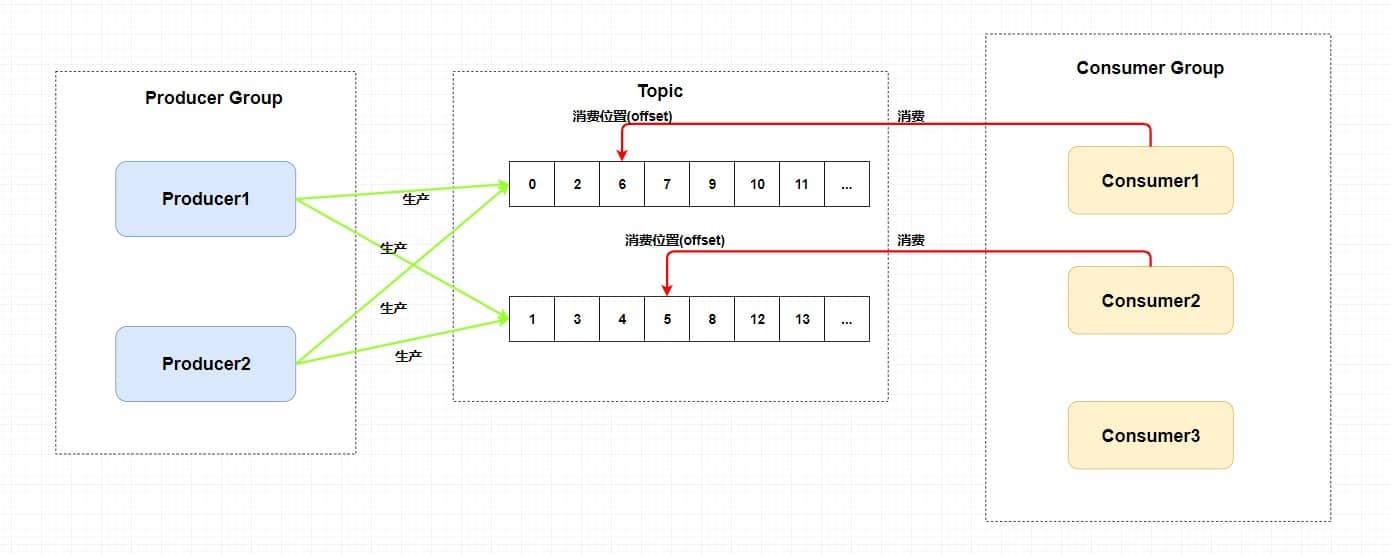 Producer Group
Producer1
Producer2
生产
生产
生产
生产
Topic
消费位置(offset)
0 2 6 7 9 10 11 ...
消费位置(offset)
1 3 4 5 8 12 13 ...
消费
消费
Consumer Group
Consumer1
Consumer2
Consumer3